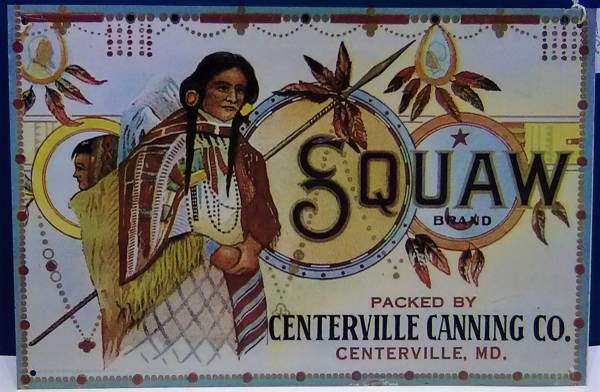 SQUAW
BRAND
PACKED BY
CENTERVILLE CANNING CO.
CENTERVILLE, MD.